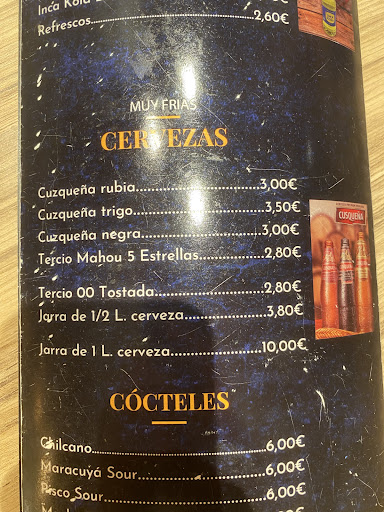 Inca Kola
Refrescos............2,60€
MUY FRIAS
CERVEZAS
Cuzqueña rubia............3,00€
Cuzqueña trigo............3,50€
Cuzqueña negra............3,00€
Tercio Mahou 5 Estrellas............2,80€
Tercio 00 Tostada............2,80€
Jarra de 1/2 L. cerveza............3,80€
Jarra de 1 L. cerveza............10,00€
CUSQUEÑA
CÓCTELES
Chilcano............6,00€
Maracuyá Sour............6,00€
Pisco Sour............6,00€